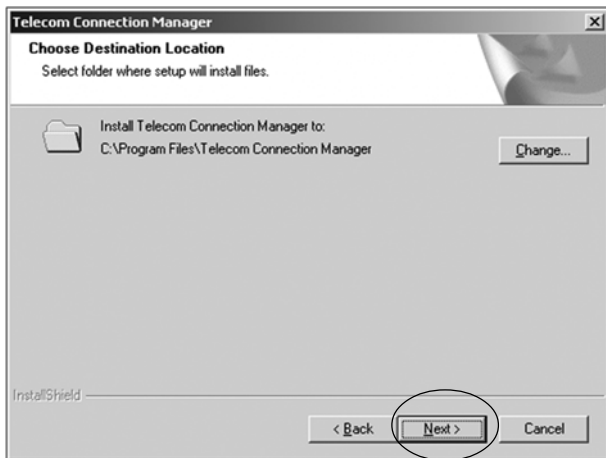 Telecom Connection Manager
Choose Destination Location
Select folder where setup will install files.
Install Telecom Connection Manager to:
C:\Program Files\Telecom Connection Manager
Change...
InstallShield
< Back
Next >
Cancel